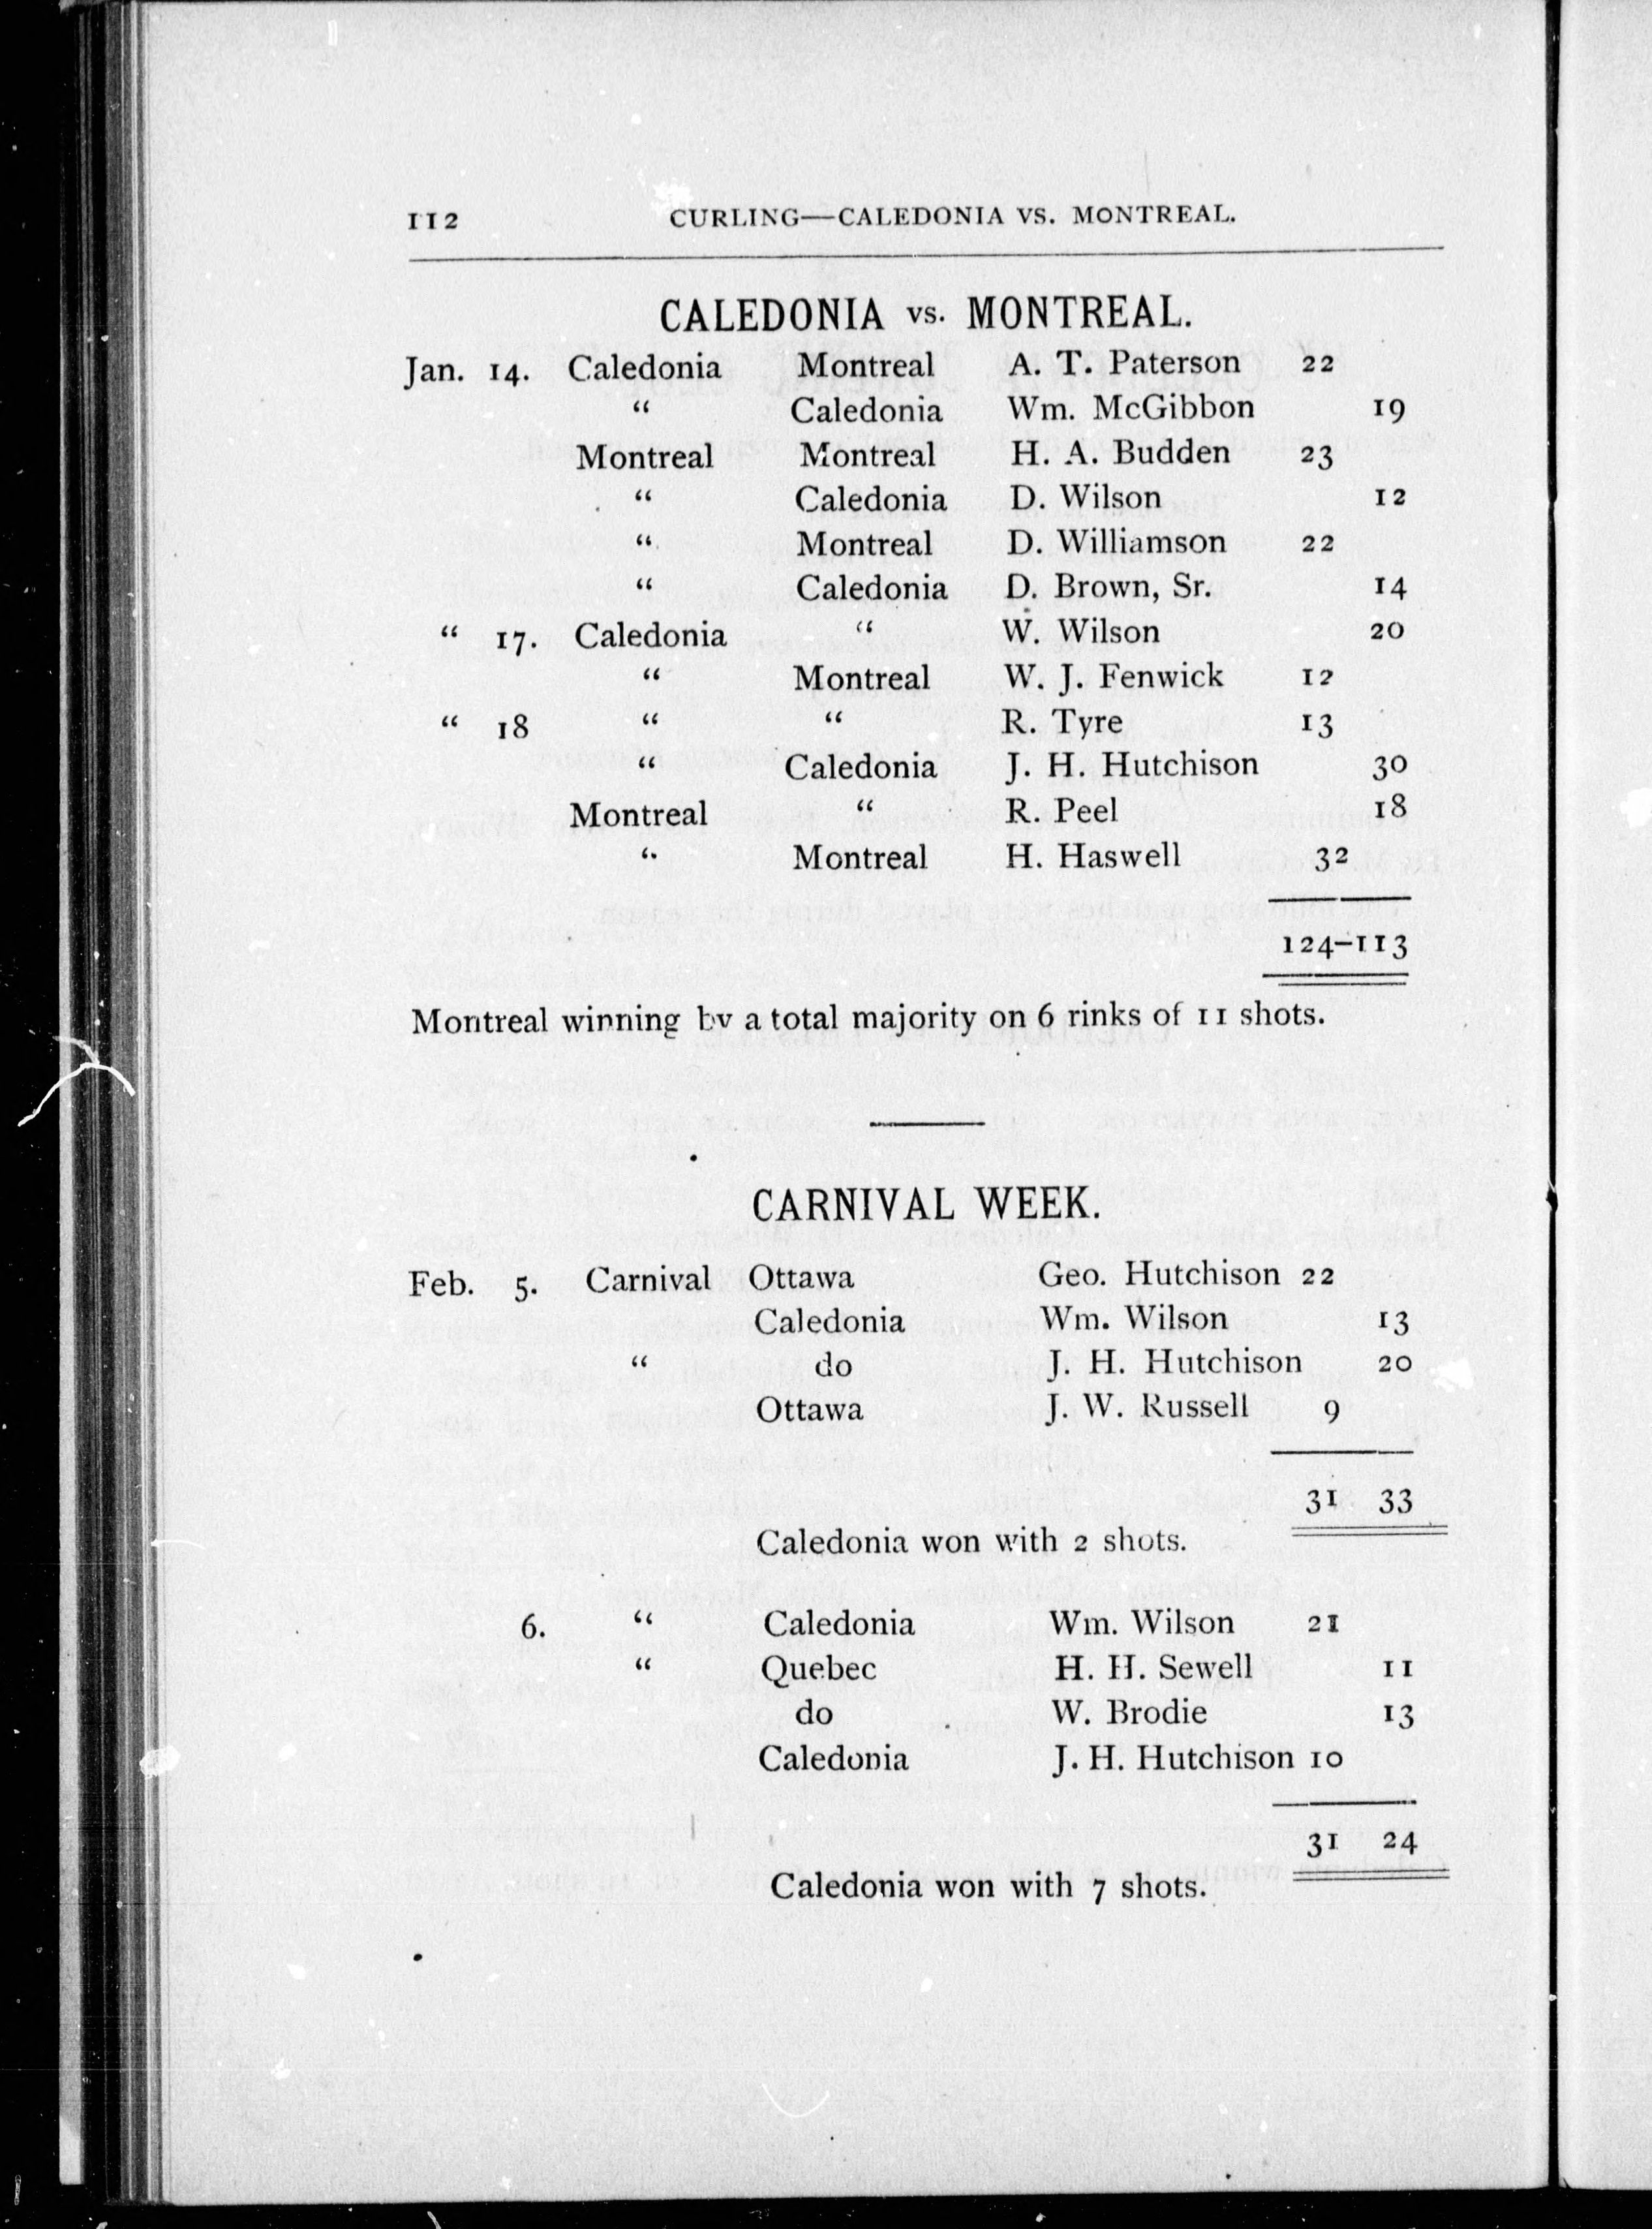 112 CURLING—CALEDONIA VS. MONTREAL.
CALEDONIA vs. MONTREAL.
Jan. 14. Caledonia Montreal A. T. Paterson 22
“ Caledonia Wm. McGibbon 19
Montreal Montreal H. A. Budden 23
“ Caledonia D. Wilson 12
“ Montreal D. Williamson 22
“ Caledonia D. Brown, Sr. 14
“ 17. Caledonia “ W. Wilson 20
“ Montreal W. J. Fenwick 12
“ 18 “ “ R. Tyre 13
“ Caledonia J. H. Hutchison 30
Montreal “ R. Peel 18
“ Montreal H. Haswell 32
124–113
Montreal winning by a total majority on 6 rinks of 11 shots.
CARNIVAL WEEK.
Feb. 5. Carnival Ottawa Geo. Hutchison 22
Caledonia Wm. Wilson 13
“ do J. H. Hutchison 20
Ottawa J. W. Russell 9
31 33
Caledonia won with 2 shots.
6. “ Caledonia Wm. Wilson 21
“ Quebec H. H. Sewell 11
do W. Brodie 13
Caledonia J. H. Hutchison 10
31 24
Caledonia won with 7 shots.